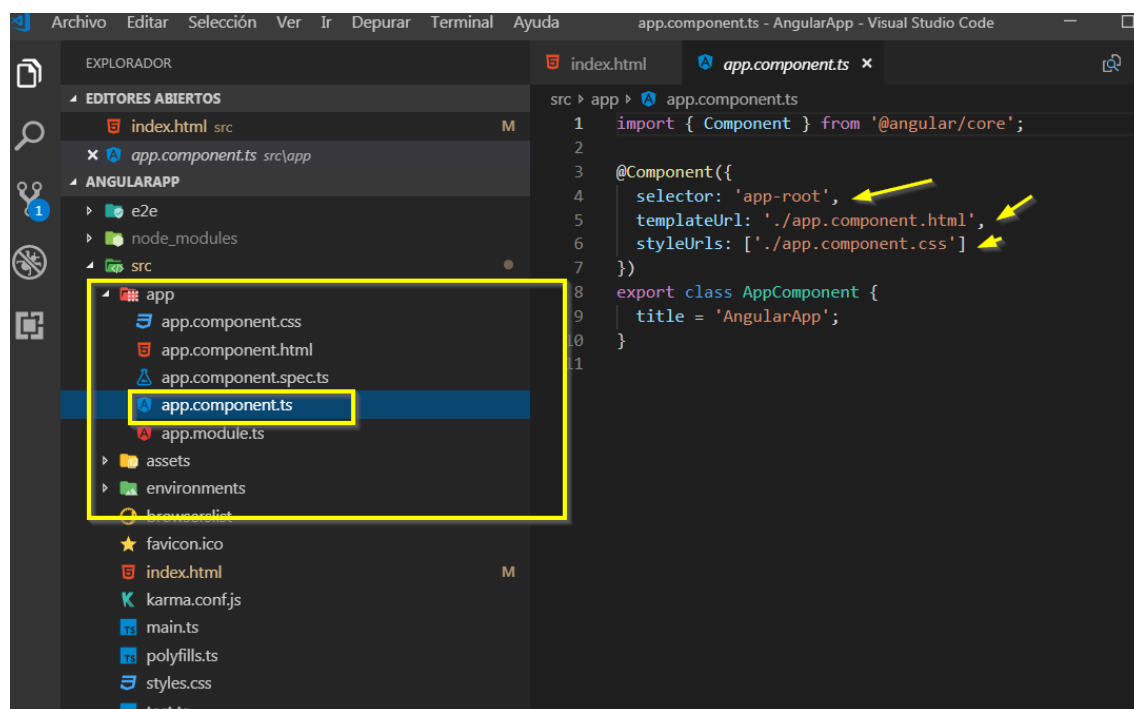 Archivo Editar Selección Ver Ir Depurar Terminal Ayuda app.component.ts - AngularApp - Visual Studio Code
EXPLORADOR
EDITORES ABIERTOS
index.html src M
app.component.ts src\app
ANGULARAPP
1
e2e
node_modules
src
app
app.component.css
app.component.html
app.component.spec.ts
app.component.ts
app.module.ts
assets
environments
browserslist
favicon.ico
index.html M
karma.conf.js
main.ts
polyfills.ts
styles.css
index.html app.component.ts
src app app.component.ts
1 import { Component } from '@angular/core';
2
3 @Component({
4 selector: 'app-root',
5 templateUrl: './app.component.html',
6 styleUrls: ['./app.component.css']
7 })
8 export class AppComponent {
9 title = 'AngularApp';
10 }
11